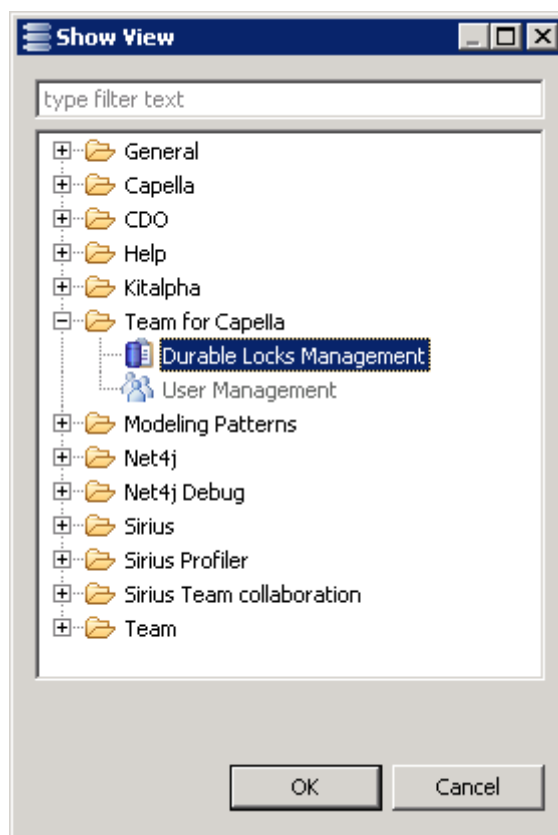 Show View
type filter text
General
Capella
CDO
Help
Kitalpha
Team for Capella
Durable Locks Management
User Management
Modeling Patterns
Net4j
Net4j Debug
Sirius
Sirius Profiler
Sirius Team collaboration
Team
OK Cancel